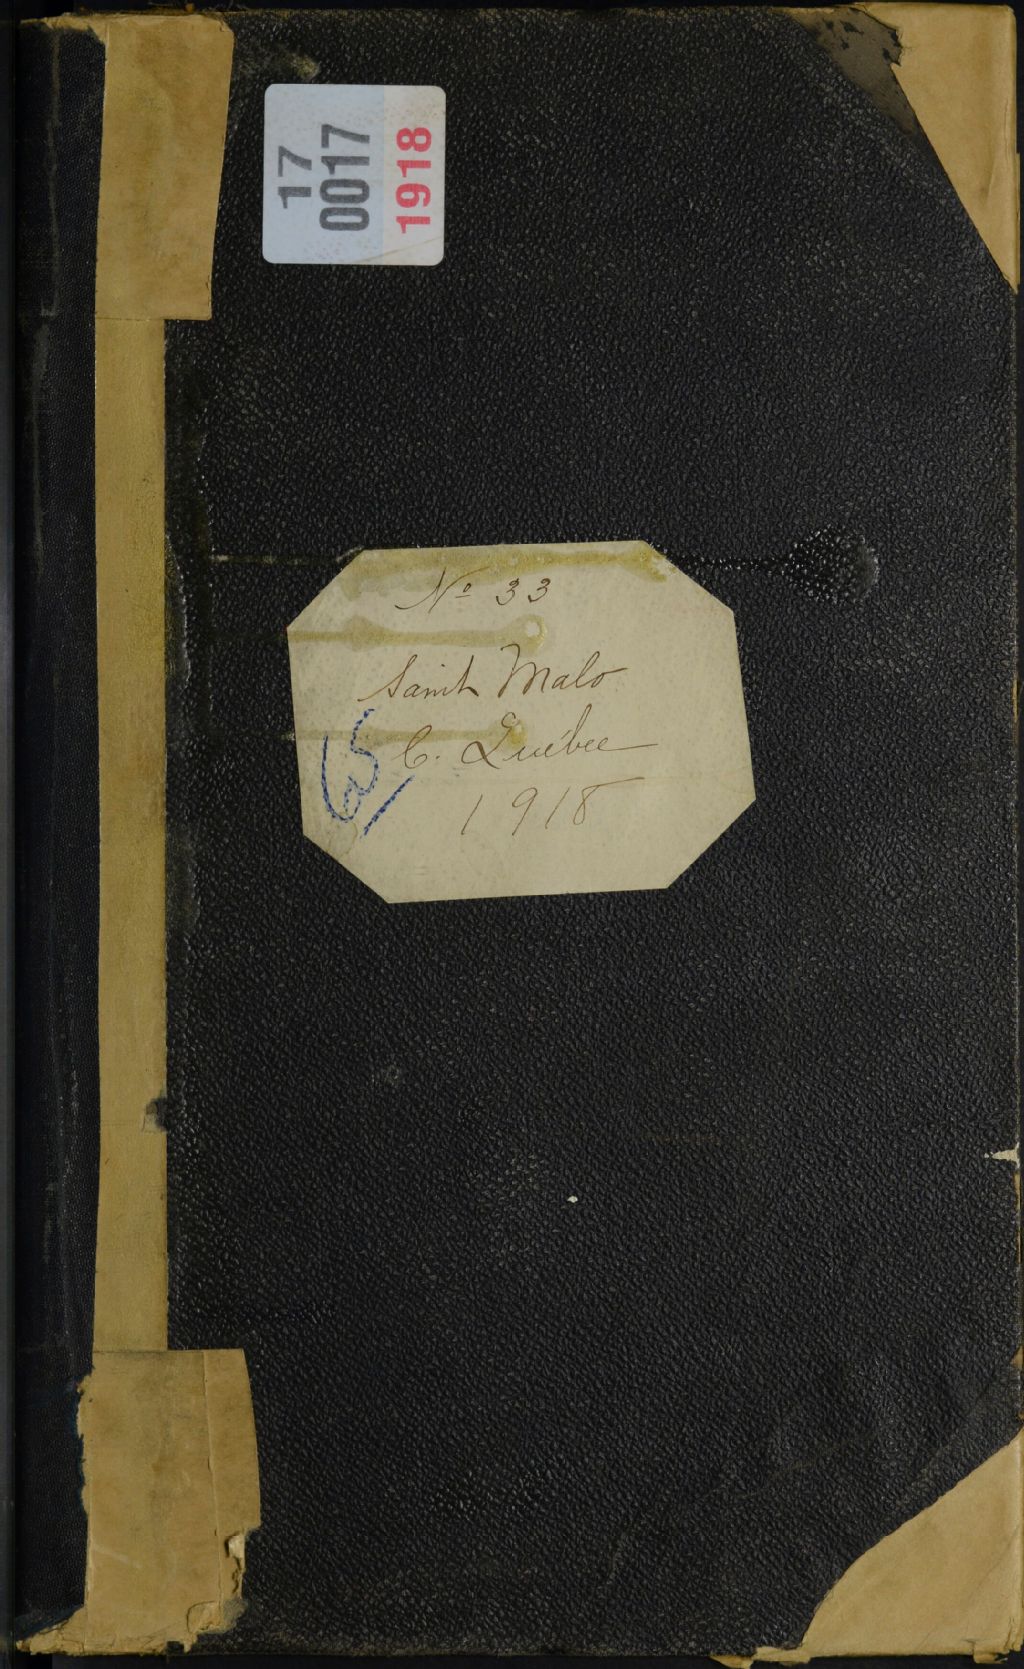 17
0017
1918
Nº 33
Saint Malo
C. Québec
1918